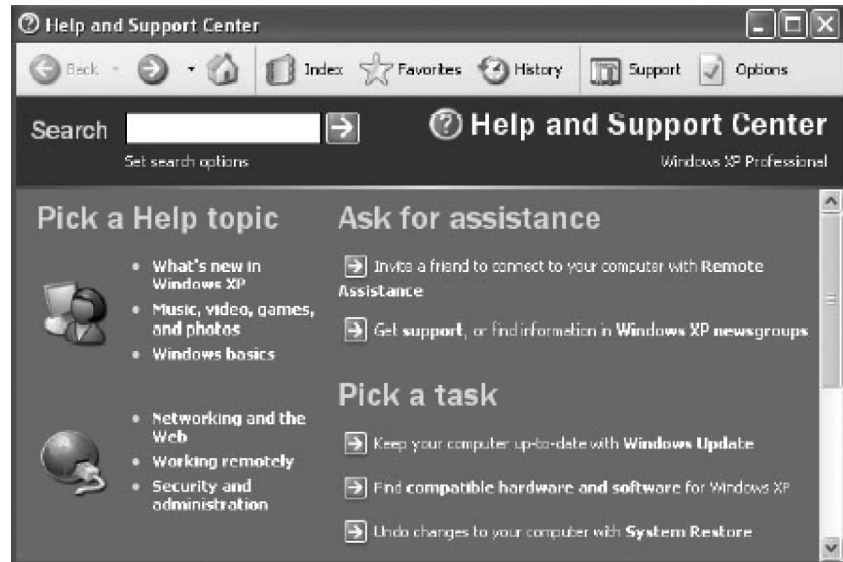 Help and Support Center
Back Index Favorites History Support Options
Search
Set search options
Help and Support Center
Windows XP Professional
Pick a Help topic
What's new in
Windows XP
Music, video, games,
and photos
Windows basics
Networking and the
Web
Working remotely
Security and
administration
Ask for assistance
Invite a friend to connect to your computer with Remote
Assistance
Get support, or find information in Windows XP newsgroups
Pick a task
Keep your computer up-to-date with Windows Update
Find compatible hardware and software for Windows XP
Undo changes to your computer with System Restore